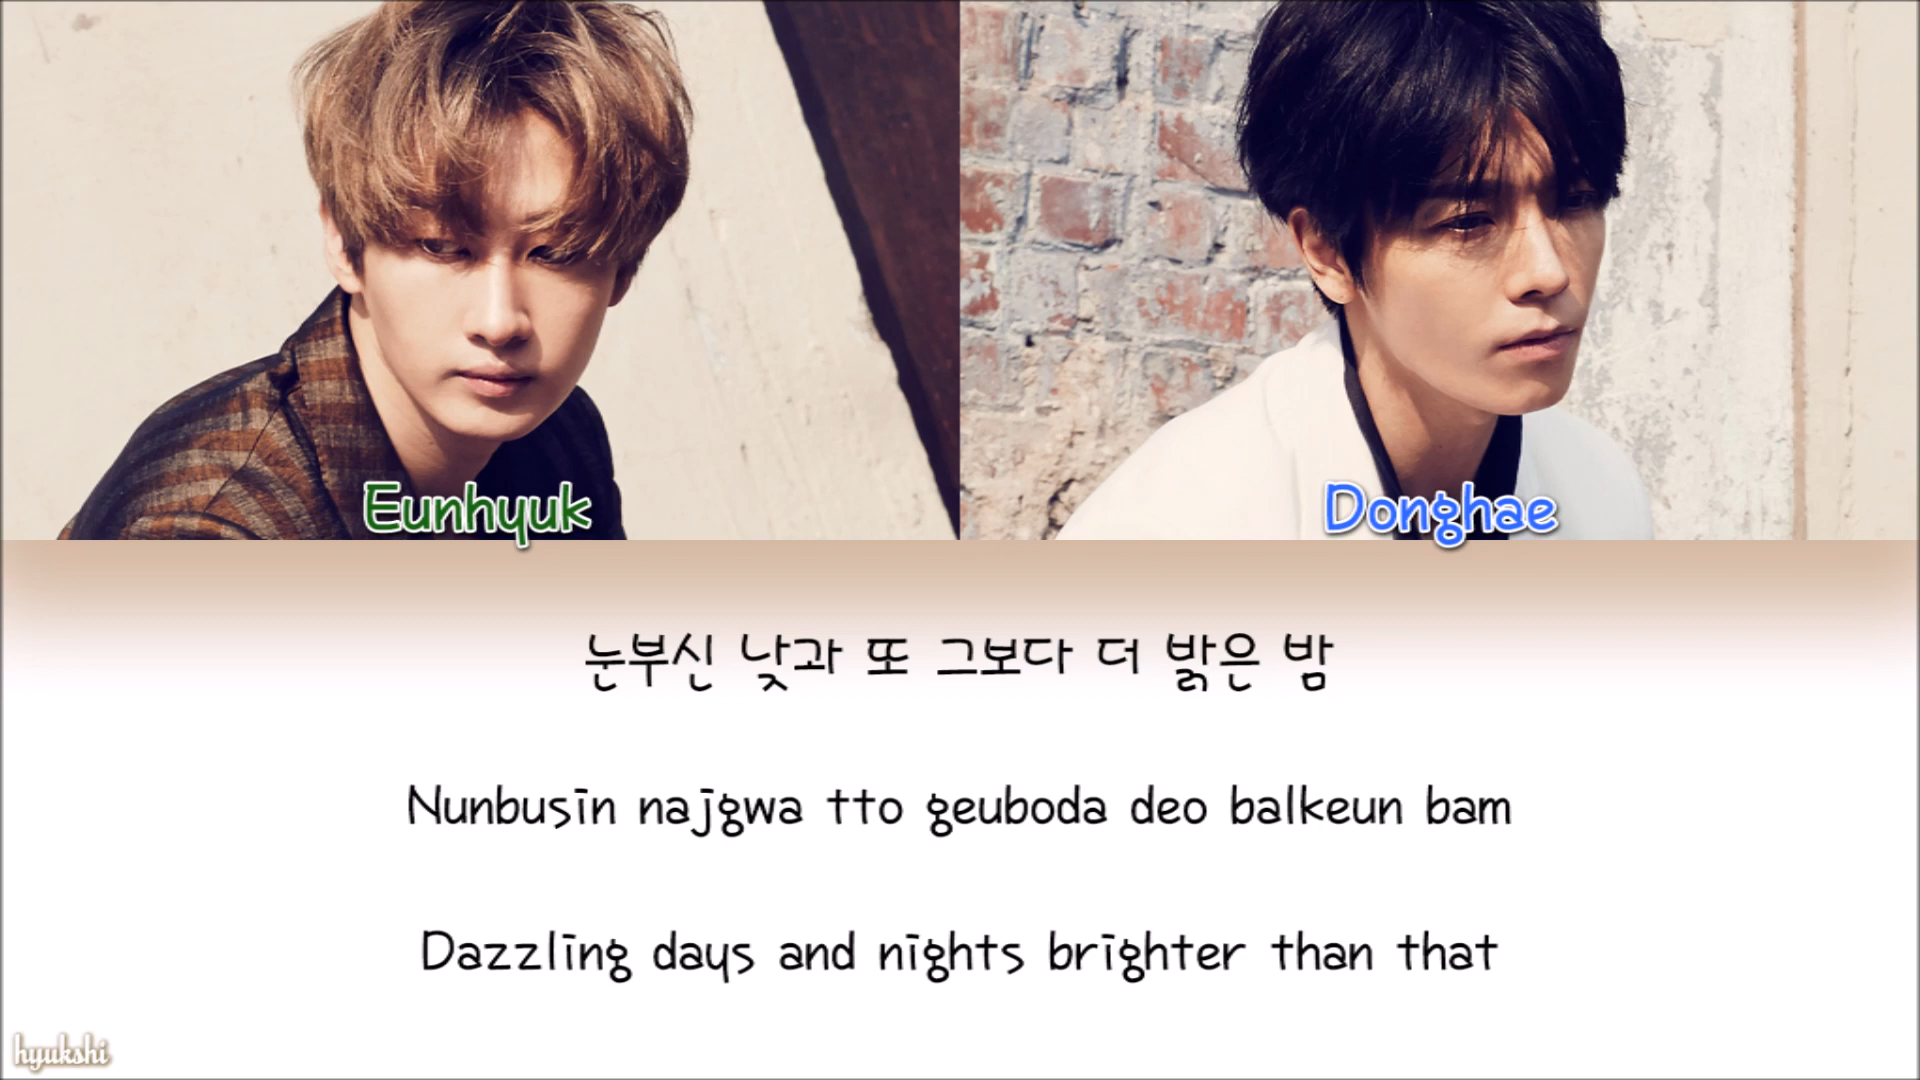 Eunhyuk
Donghae
눈부신 낮과 또 그보다 더 밝은 밤
Nunbusin najgwa tto geuboda deo balkeun bam
Dazzling days and nights brighter than that
hyukshi